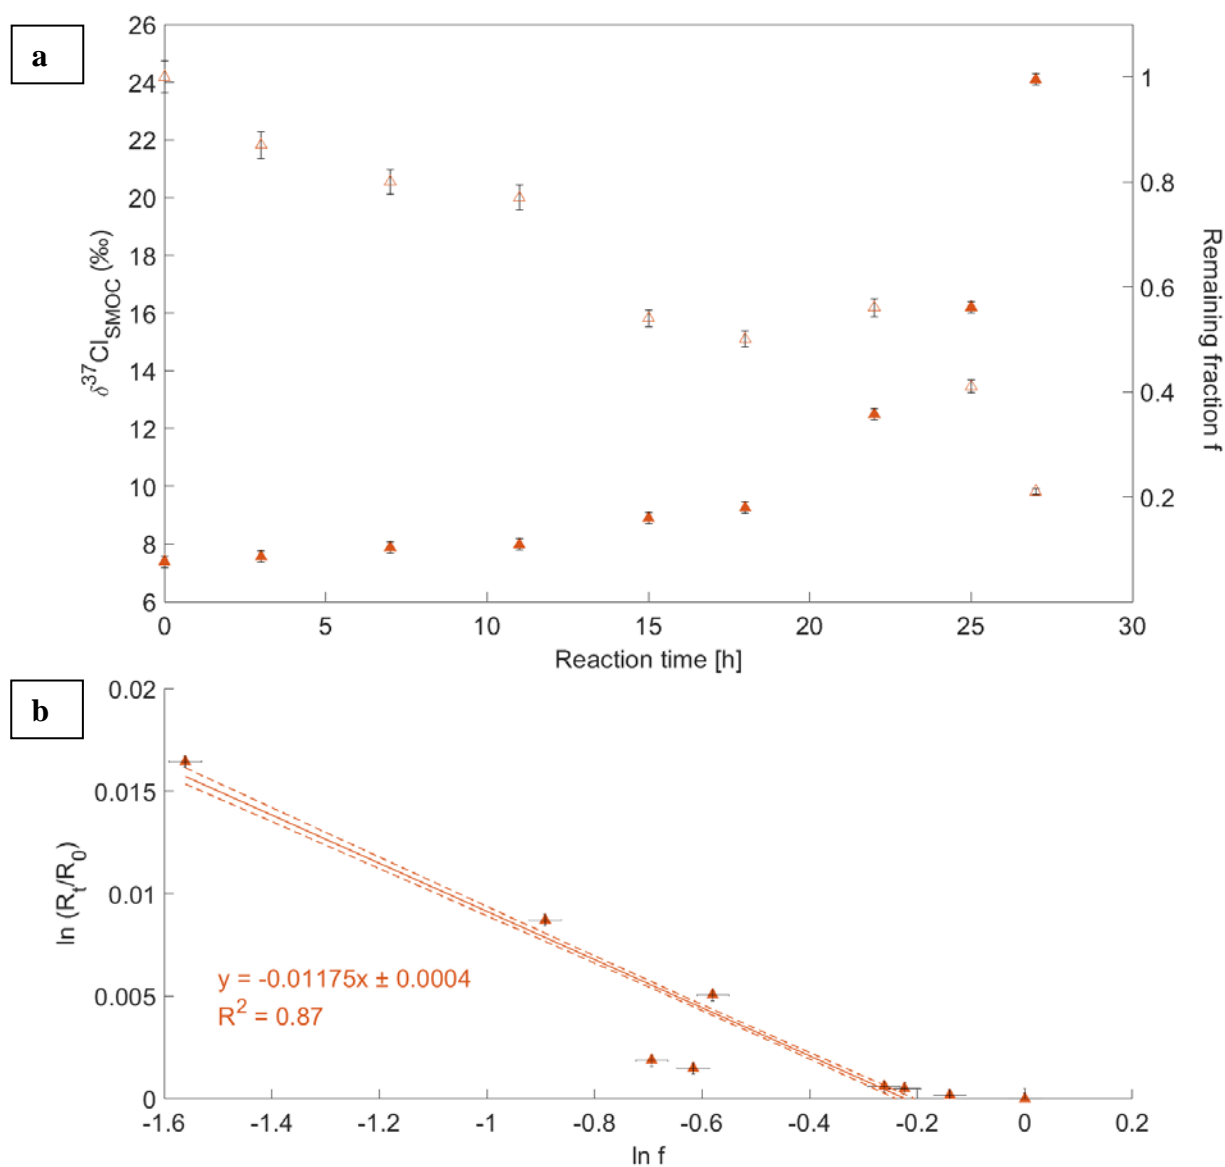 a
26
24
22
20
18
16
14
12
10
8
6
δ37ClSMOC (‰)
1
0.8
0.6
0.4
0.2
Remaining fraction f
0 5 10 15 20 25 30
Reaction time [h]
b
0.02
0.015
0.01
0.005
0
ln (Rt/R0)
y = -0.01175x ± 0.0004
R2 = 0.87
-1.6 -1.4 -1.2 -1 -0.8 -0.6 -0.4 -0.2 0 0.2
ln f